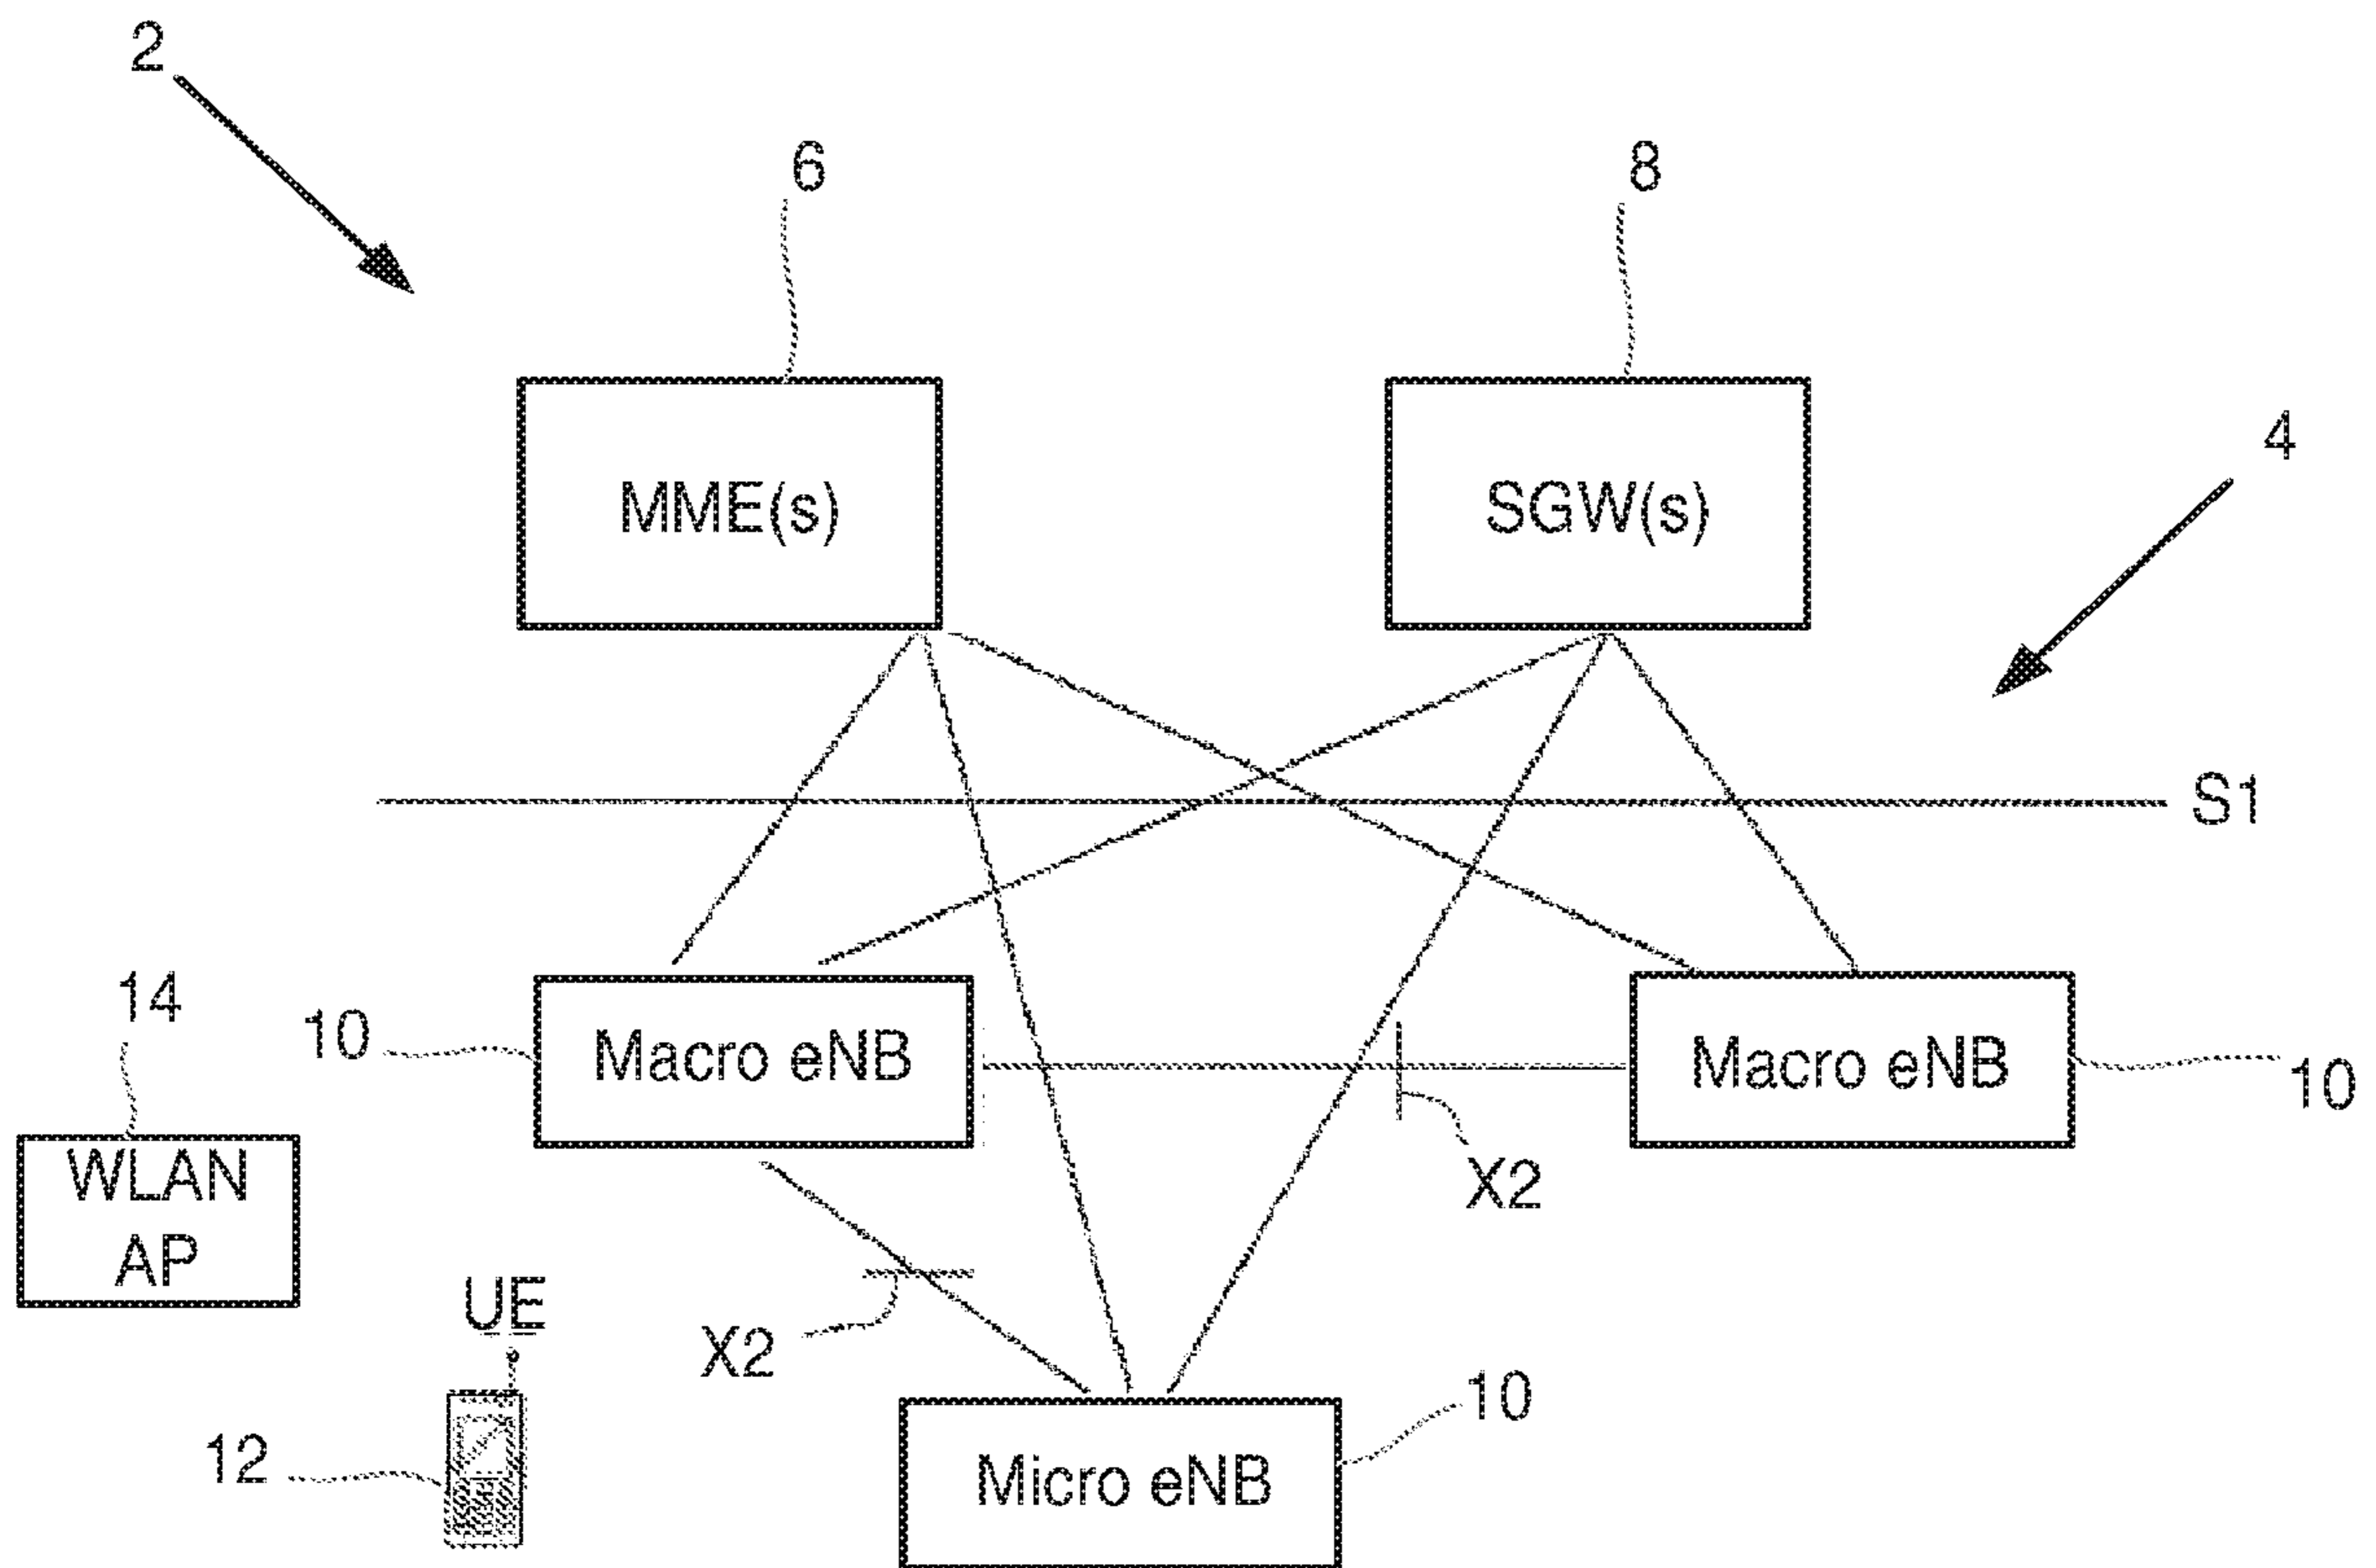 2
6
8
4
MME(s)
SGW(s)
S1
14
10
Macro eNB
Macro eNB
10
WLAN
AP
X2
UE
X2
10
12
Micro eNB